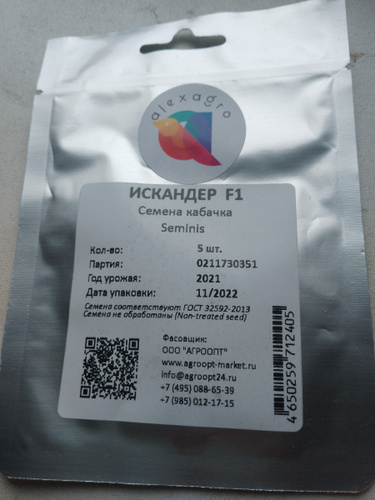 alexagro
ИСКАНДЕР F1
Семена кабачка
Seminis
Кол-во: 5 шт.
Партия: 0211730351
Год урожая: 2021
Дата упаковки: 11/2022
Семена соответствуют ГОСТ 32592-2013
Семена не обработаны (Non-treated seed)
Фасовщик:
ООО "АГРООПТ"
www.agroopt-market.ru
info@agroopt24.ru
+7 (495) 088-65-39
+7 (985) 012-17-15
4 650259 712405